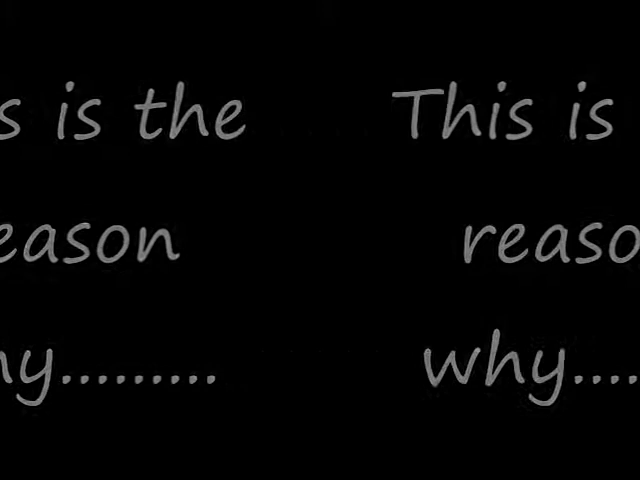 s is the This is
eason reaso
hy......... why....